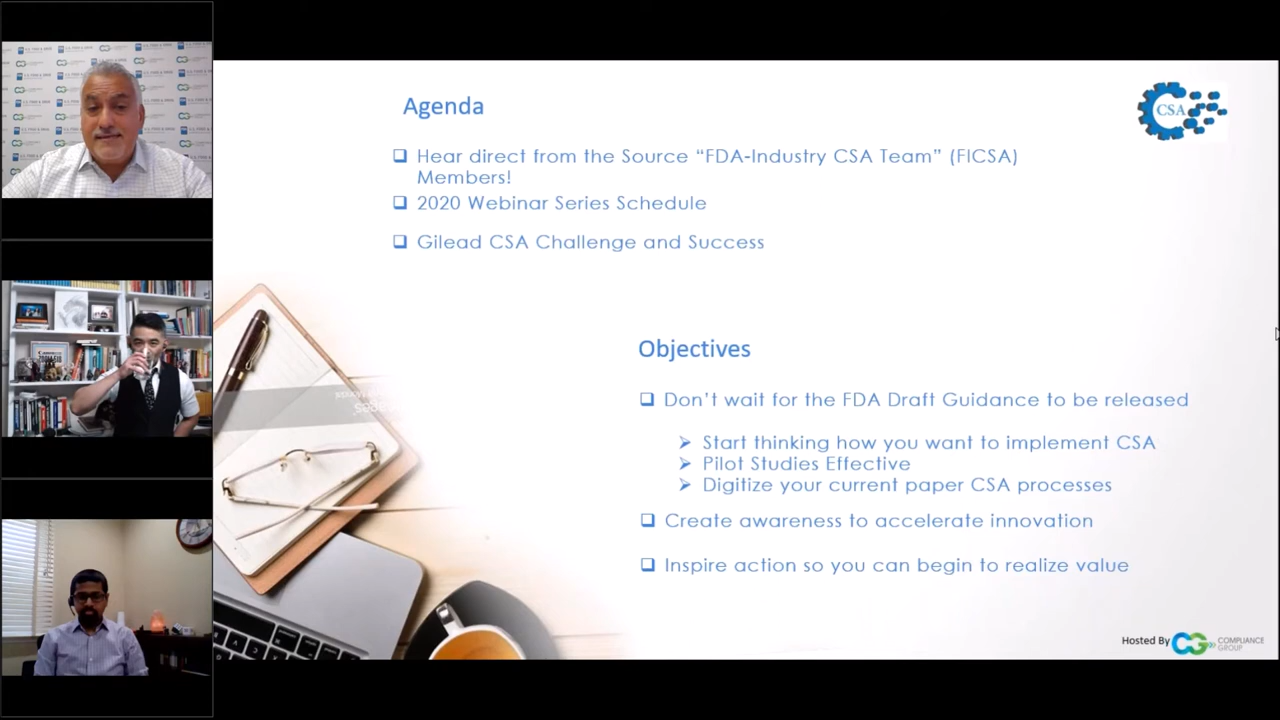 Agenda
CSA
❑ Hear direct from the Source “FDA-Industry CSA Team” (FICSA)
Members!
❑ 2020 Webinar Series Schedule
❑ Gilead CSA Challenge and Success
Objectives
❑ Don’t wait for the FDA Draft Guidance to be released
➢ Start thinking how you want to implement CSA
➢ Pilot Studies Effective
➢ Digitize your current paper CSA processes
❑ Create awareness to accelerate innovation
❑ Inspire action so you can begin to realize value
Hosted By CG COMPLIANCE
GROUP